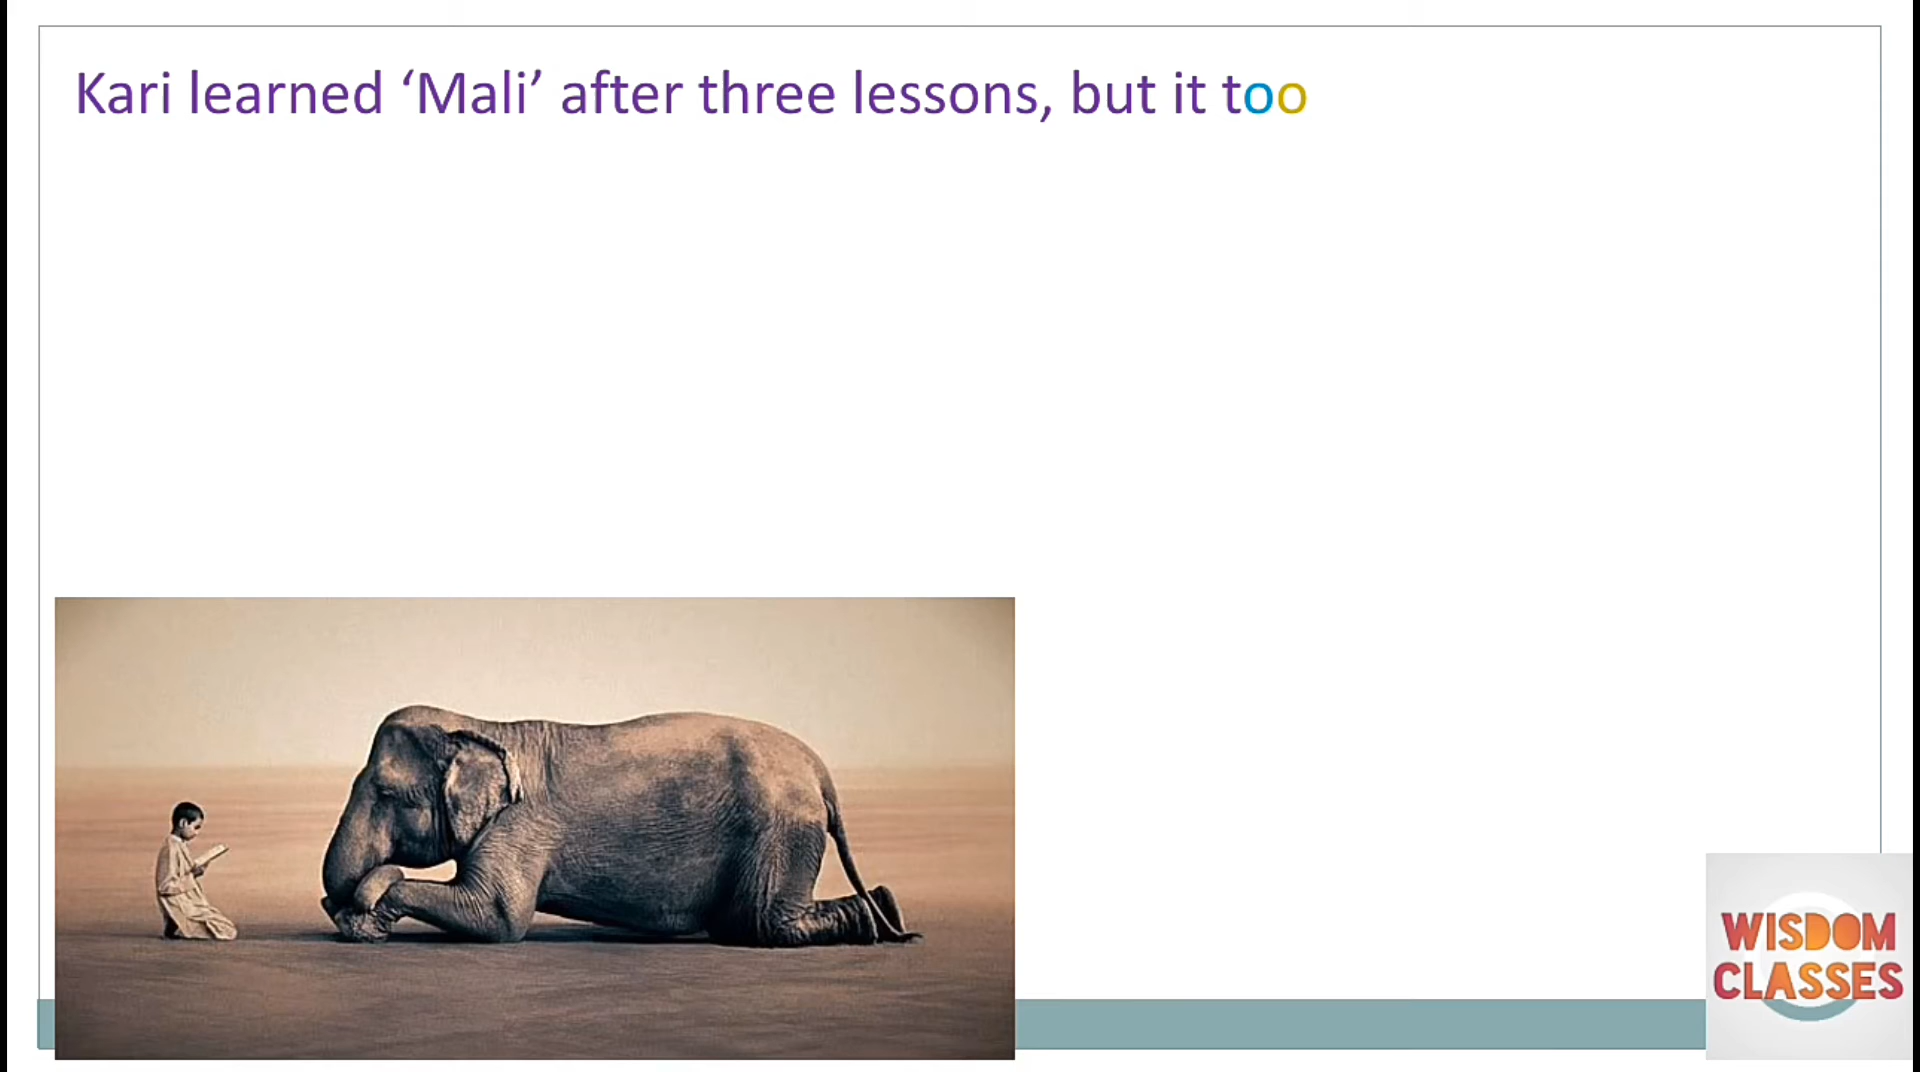 Kari learned ‘Mali’ after three lessons, but it too
WISDOM
CLASSES